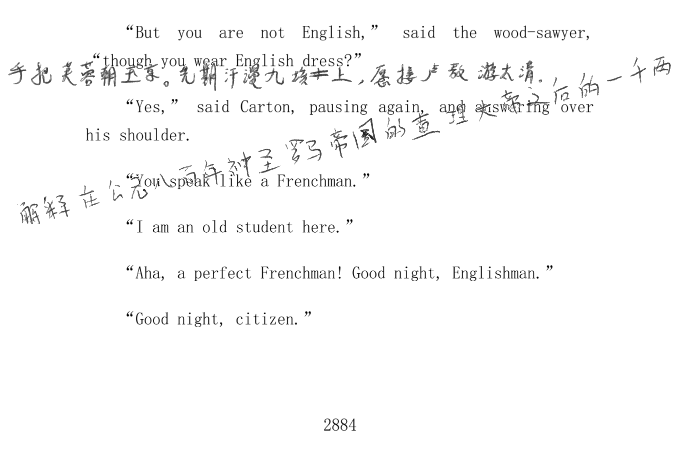 “But you are not English,” said the wood-sawyer,
“though you wear English dress?”
手把芙蓉朝玉京。先期汗漫九垓上，愿接卢敖游太清.
“Yes,” said Carton, pausing again, and answering over
his shoulder.
解释在公元八百年神圣罗马帝国的查理大帝之后的一千两
“You speak like a Frenchman.”
“I am an old student here.”
“Aha, a perfect Frenchman! Good night, Englishman.”
“Good night, citizen.”
2884